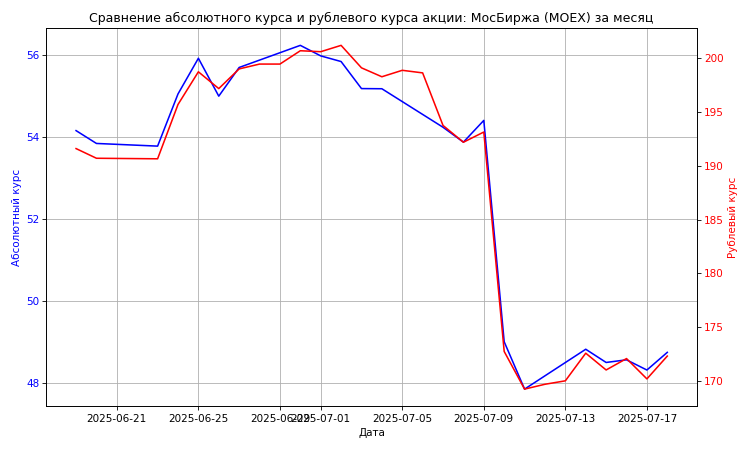 Сравнение абсолютного курса и рублевого курса акции: МосБиржа (MOEX) за месяц
Абсолютный курс
56
54
52
50
48
200
195
190
185
180
175
170
Рублевый курс
2025-06-21 2025-06-25 2025-06-29 2025-07-01 2025-07-05 2025-07-09 2025-07-13 2025-07-17
Дата